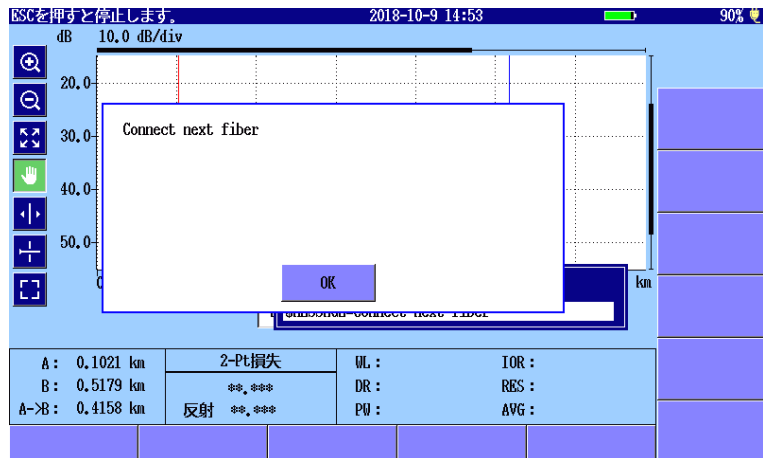 ESCを押すと停止します。 2018-10-9 14:53 90%
dB 10.0 dB/div
20.0
30.0
40.0
50.0
Connect next fiber
OK
0 km
A: 0.1021 km 2-Pt損失 WL: IOR:
B: 0.5179 km **.*** DR: RES:
A->B: 0.4158 km 反射 **.*** PW: AVG: